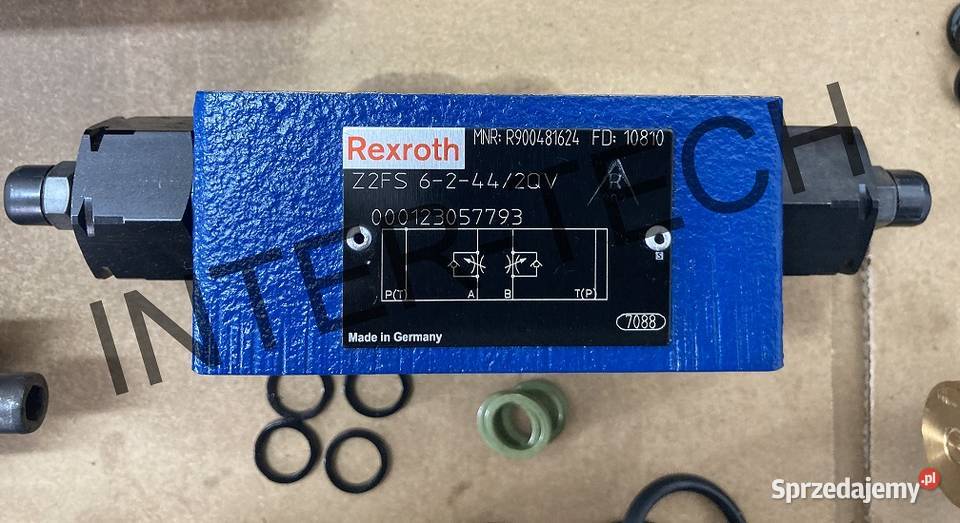 Rexroth
MNR: R900481624 FD: 10810
Z2FS 6-2-44/2QV
R
000123057793
S
P(T) A B T(P)
7088
Made in Germany
INTER-TECH
Sprzedajemy.pl